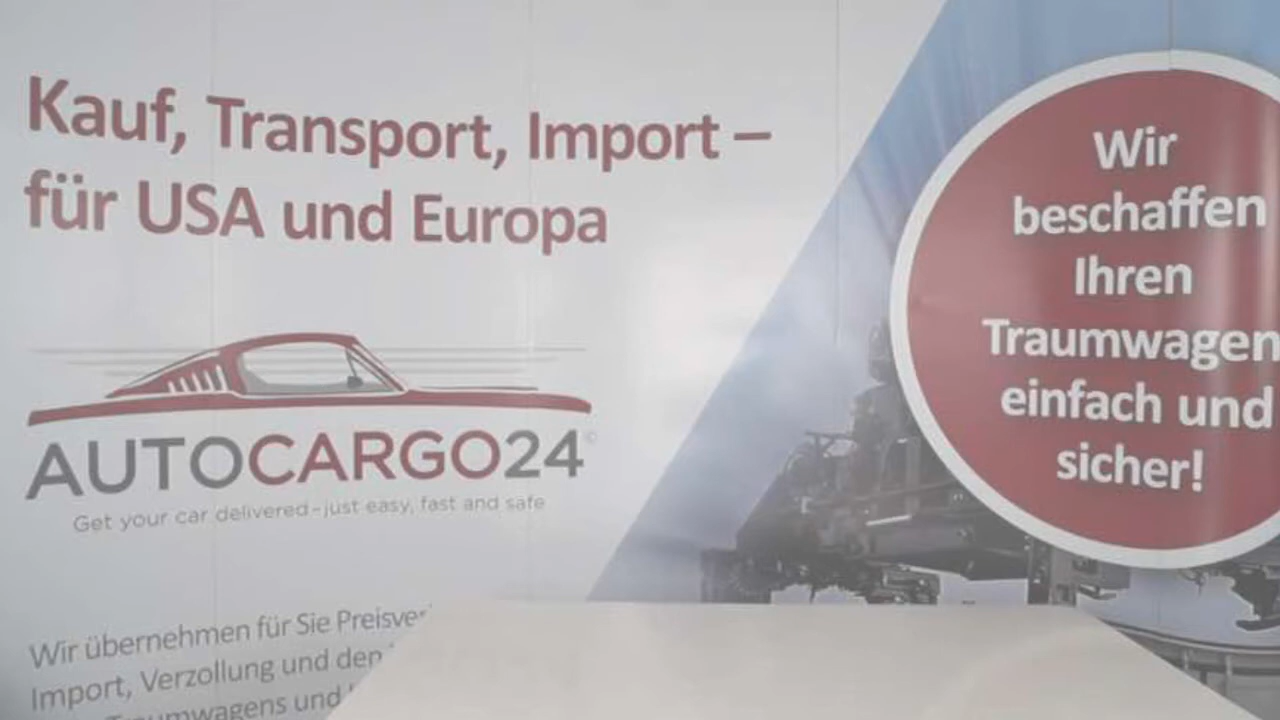 Kauf, Transport, Import –
für USA und Europa
AUTOCARGO24©
Get your car delivered – just easy, fast and safe
Wir übernehmen für Sie
Import, Verzollung und den
und
Wir
beschaffen
Ihren
Traumwagen
einfach und
sicher!